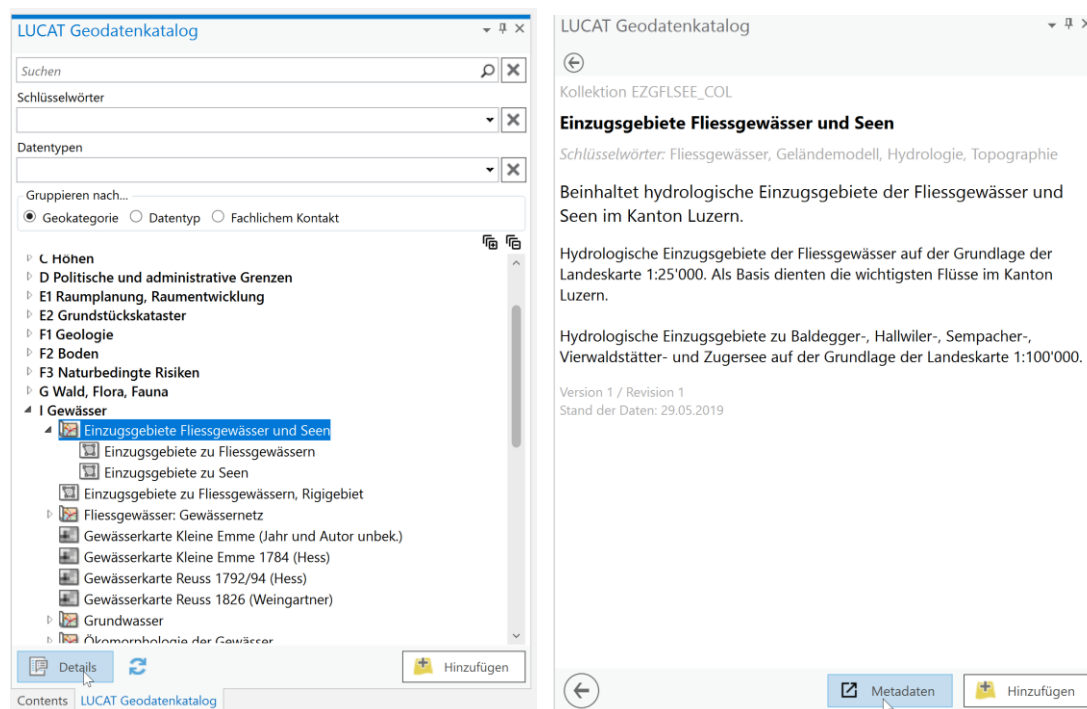 LUCAT Geodatenkatalog
Suchen
Schlüsselwörter
Datentypen
Gruppieren nach...
Geokategorie Datentyp Fachlichem Kontakt
C Höhen
D Politische und administrative Grenzen
E1 Raumplanung, Raumentwicklung
E2 Grundstückskataster
F1 Geologie
F2 Boden
F3 Naturbedingte Risiken
G Wald, Flora, Fauna
I Gewässer
Einzugsgebiete Fliessgewässer und Seen
Einzugsgebiete zu Fliessgewässern
Einzugsgebiete zu Seen
Einzugsgebiete zu Fliessgewässern, Rigigebiet
Fliessgewässer: Gewässernetz
Gewässerkarte Kleine Emme (Jahr und Autor unbek.)
Gewässerkarte Kleine Emme 1784 (Hess)
Gewässerkarte Reuss 1792/94 (Hess)
Gewässerkarte Reuss 1826 (Weingartner)
Grundwasser
Ökomorphologie der Gewässer
Details
Hinzufügen
Contents LUCAT Geodatenkatalog
LUCAT Geodatenkatalog
Kollektion EZGFLSEE_COL
Einzugsgebiete Fliessgewässer und Seen
Schlüsselwörter: Fliessgewässer, Geländemodell, Hydrologie, Topographie
Beinhaltet hydrologische Einzugsgebiete der Fliessgewässer und
Seen im Kanton Luzern.
Hydrologische Einzugsgebiete der Fliessgewässer auf der Grundlage der
Landeskarte 1:25'000. Als Basis dienten die wichtigsten Flüsse im Kanton
Luzern.
Hydrologische Einzugsgebiete zu Baldegger-, Hallwiler-, Sempacher-,
Vierwaldstätter- und Zugersee auf der Grundlage der Landeskarte 1:100'000.
Version 1 / Revision 1
Stand der Daten: 29.05.2019
Metadaten
Hinzufügen